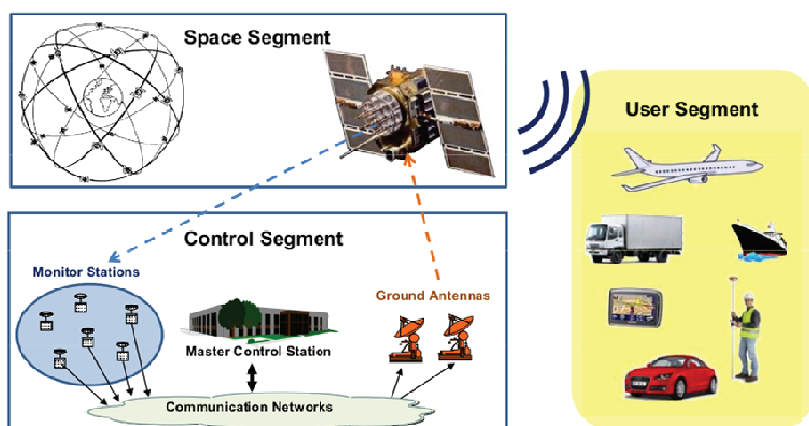 Space Segment
User Segment
Control Segment
Monitor Stations
Ground Antennas
Master Control Station
Communication Networks